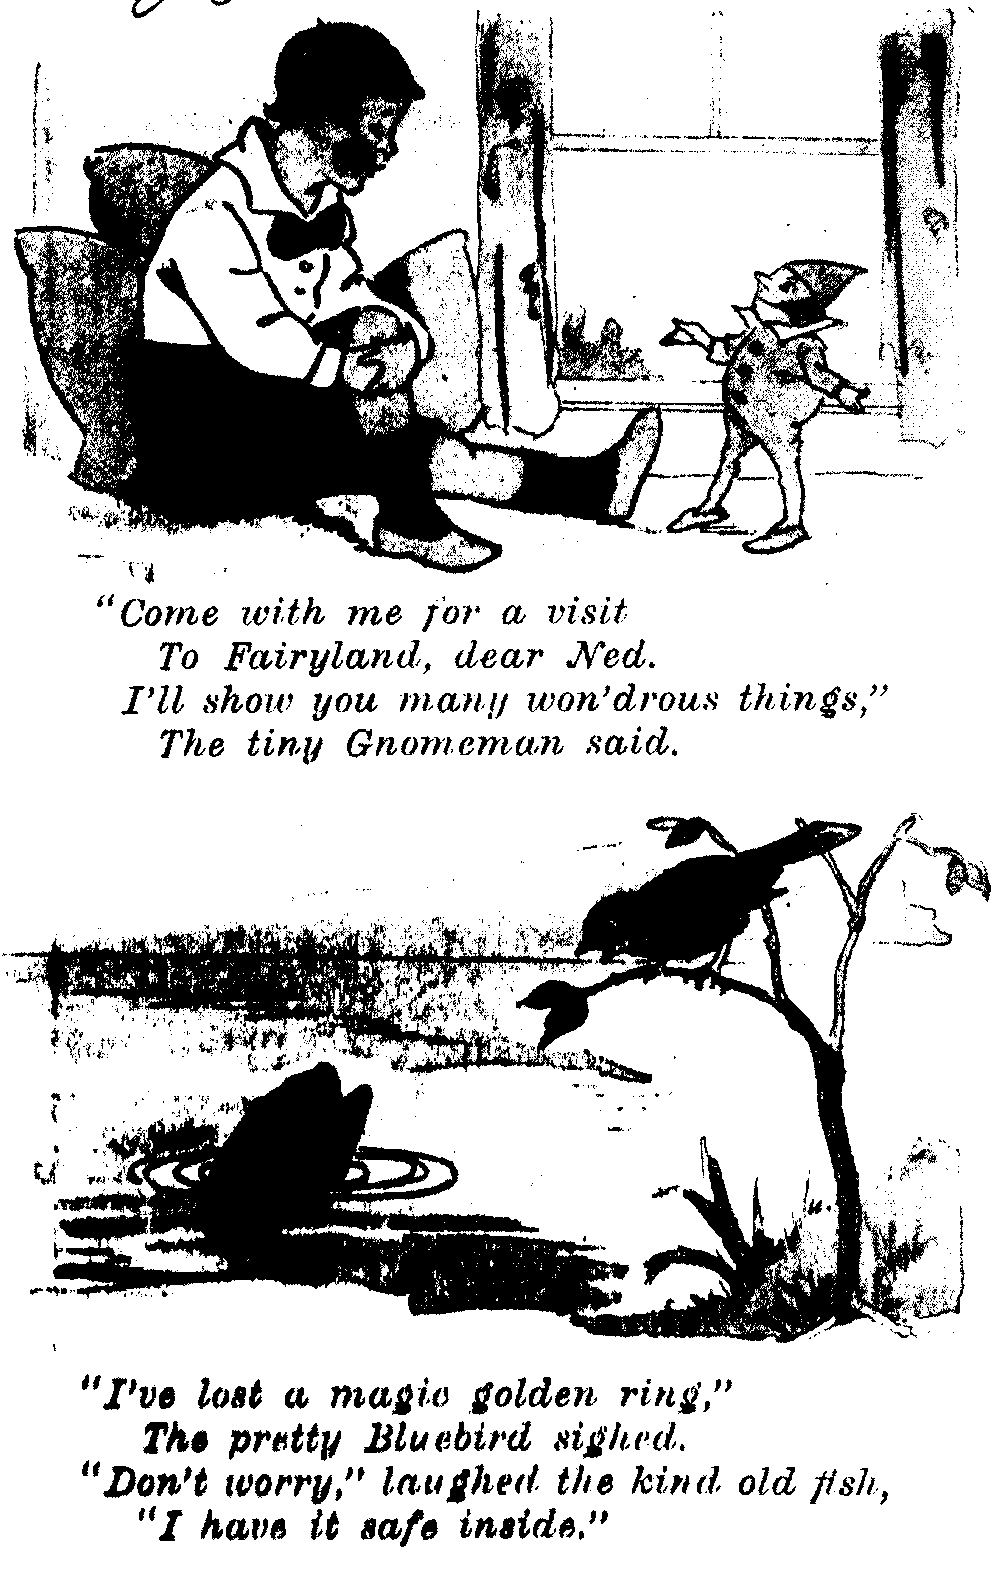 "Come with me for a visit
To Fairyland, dear Ned.
I'll show you many won'drous things,"
The tiny Gnomeman said.
"I've lost a magic golden ring,"
The pretty Bluebird sighed.
"Don't worry," laughed the kind old fish,
"I have it safe inside."